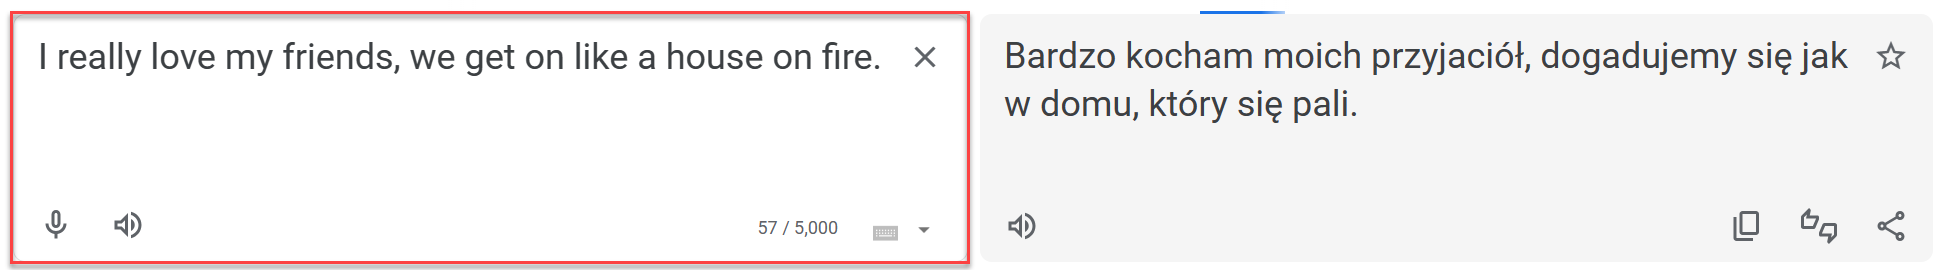 I really love my friends, we get on like a house on fire.
57 / 5,000
Bardzo kocham moich przyjaciół, dogadujemy się jak
w domu, który się pali.